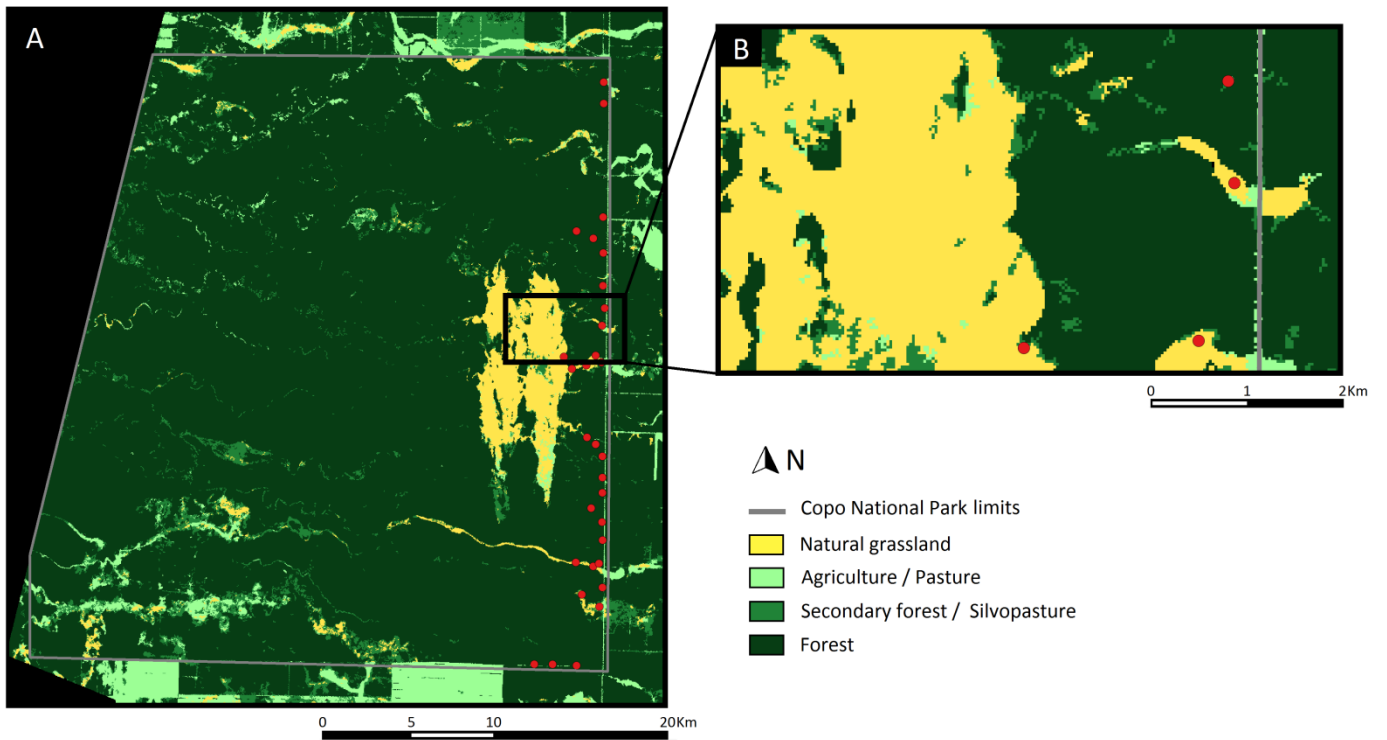 A
B
0 5 10 20Km
0 1 2Km
N
Copo National Park limits
Natural grassland
Agriculture / Pasture
Secondary forest / Silvopasture
Forest